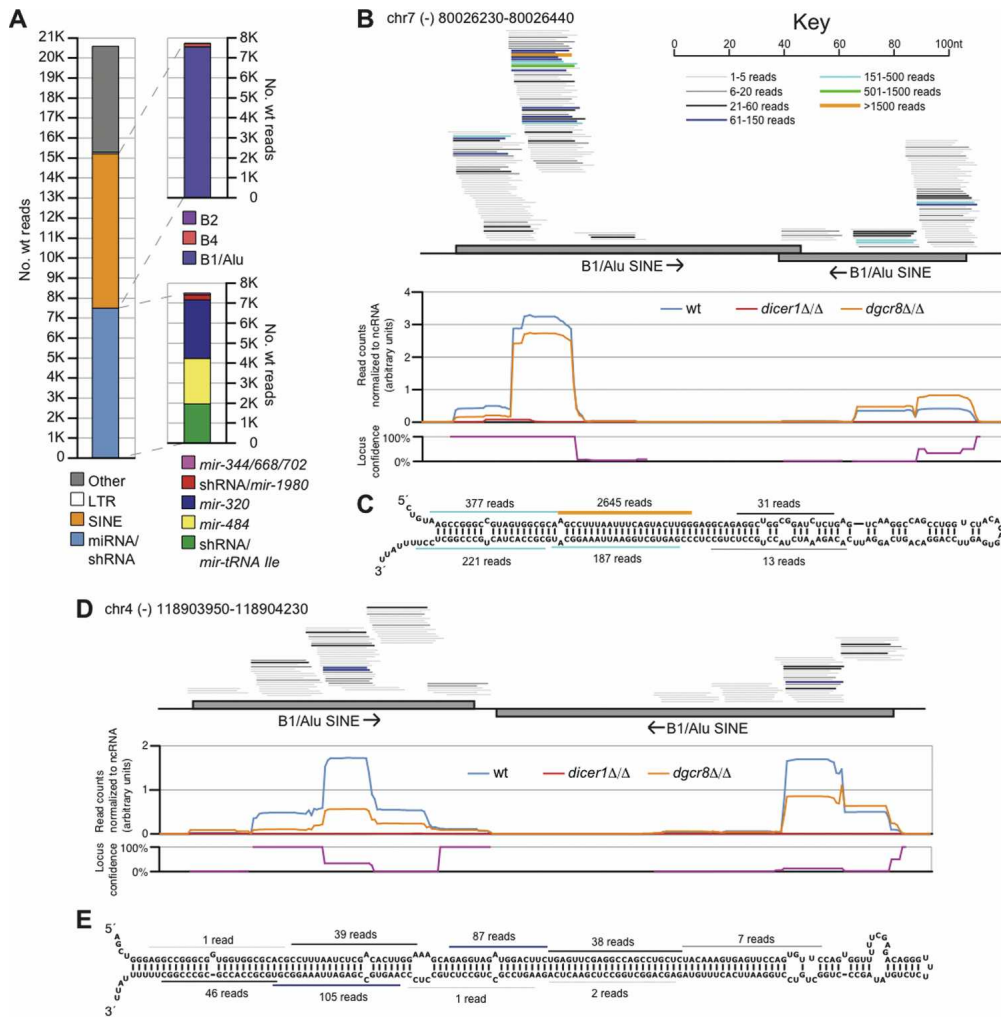 A
21K
20K
19K
18K
17K
16K
15K
14K
13K
12K
11K
10K
9K
8K
7K
6K
5K
4K
3K
2K
1K
0
No. wt reads
Other
LTR
SINE
miRNA/
shRNA
8K
7K
6K
5K
4K
3K
2K
1K
0
No. wt reads
B2
B4
B1/Alu
8K
7K
6K
5K
4K
3K
2K
1K
0
No. wt reads
mir-344/668/702
shRNA/mir-1980
mir-320
mir-484
shRNA/
mir-tRNA Ile
B chr7 (-) 80026230-80026440
Key
0 20 40 60 80 100nt
1-5 reads
6-20 reads
21-60 reads
61-150 reads
151-500 reads
501-1500 reads
>1500 reads
B1/Alu SINE →
← B1/Alu SINE
Read counts
normalized to ncRNA
(arbitrary units)
4
3
2
1
0
wt dicer1Δ/Δ dgcr8Δ/Δ
Locus
confidence
100%
0%
C
5´
377 reads 2645 reads 31 reads
221 reads 187 reads 13 reads
3´
D chr4 (-) 118903950-118904230
B1/Alu SINE →
← B1/Alu SINE
Read counts
normalized to ncRNA
(arbitrary units)
2
1
0
wt dicer1Δ/Δ dgcr8Δ/Δ
Locus
confidence
100%
0%
E
5´
1 read 39 reads 87 reads 38 reads 7 reads
46 reads 105 reads 1 read 2 reads
3´